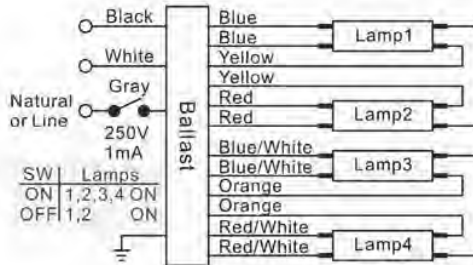 Black
White
Gray
Natural
or Line
250V
1mA
SW Lamps
ON 1,2,3,4 ON
OFF 1,2 ON
Ballast
Blue
Blue
Yellow
Yellow
Red
Red
Blue/White
Blue/White
Orange
Orange
Red/White
Red/White
Lamp1
Lamp2
Lamp3
Lamp4